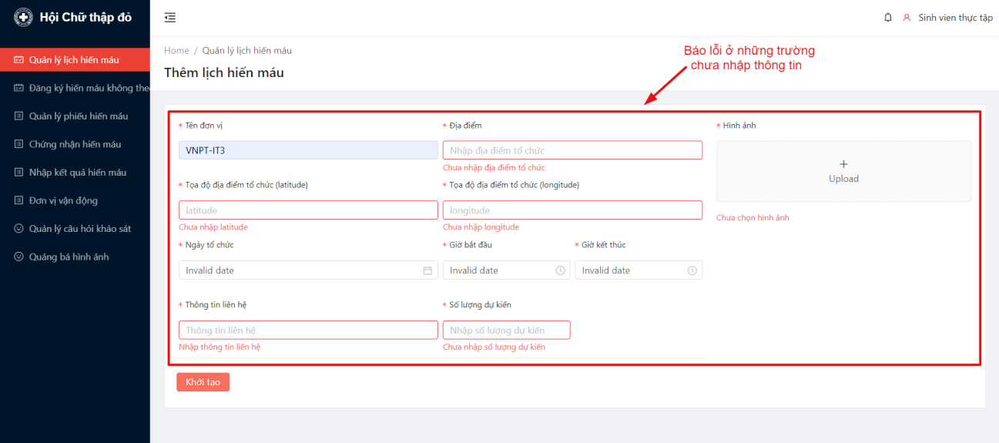 Hội Chữ thập đỏ
Sinh vien thực tập
Quản lý lịch hiến máu
Đăng ký hiến máu không the
Quản lý phiếu hiến máu
Chứng nhận hiến máu
Nhập kết quả hiến máu
Đơn vị vận động
Quản lý câu hỏi khảo sát
Quảng bá hình ảnh
Home / Quản lý lịch hiến máu
Thêm lịch hiến máu
Báo lỗi ở những trường
chưa nhập thông tin
* Tên đơn vị
* Địa điểm
* Hình ảnh
VNPT-IT3
Nhập địa điểm tổ chức
Chưa nhập địa điểm tổ chức
+
Upload
Chưa chọn hình ảnh
* Tọa độ địa điểm tổ chức (latitude)
* Tọa độ địa điểm tổ chức (longitude)
latitude
longitude
Chưa nhập latitude
Chưa nhập longitude
* Ngày tổ chức
* Giờ bắt đầu
* Giờ kết thúc
Invalid date
Invalid date
Invalid date
* Thông tin liên hệ
* Số lượng dự kiến
Thông tin liên hệ
Nhập số lượng dự kiến
Nhập thông tin liên hệ
Chưa nhập số lượng dự kiến
Khởi tạo